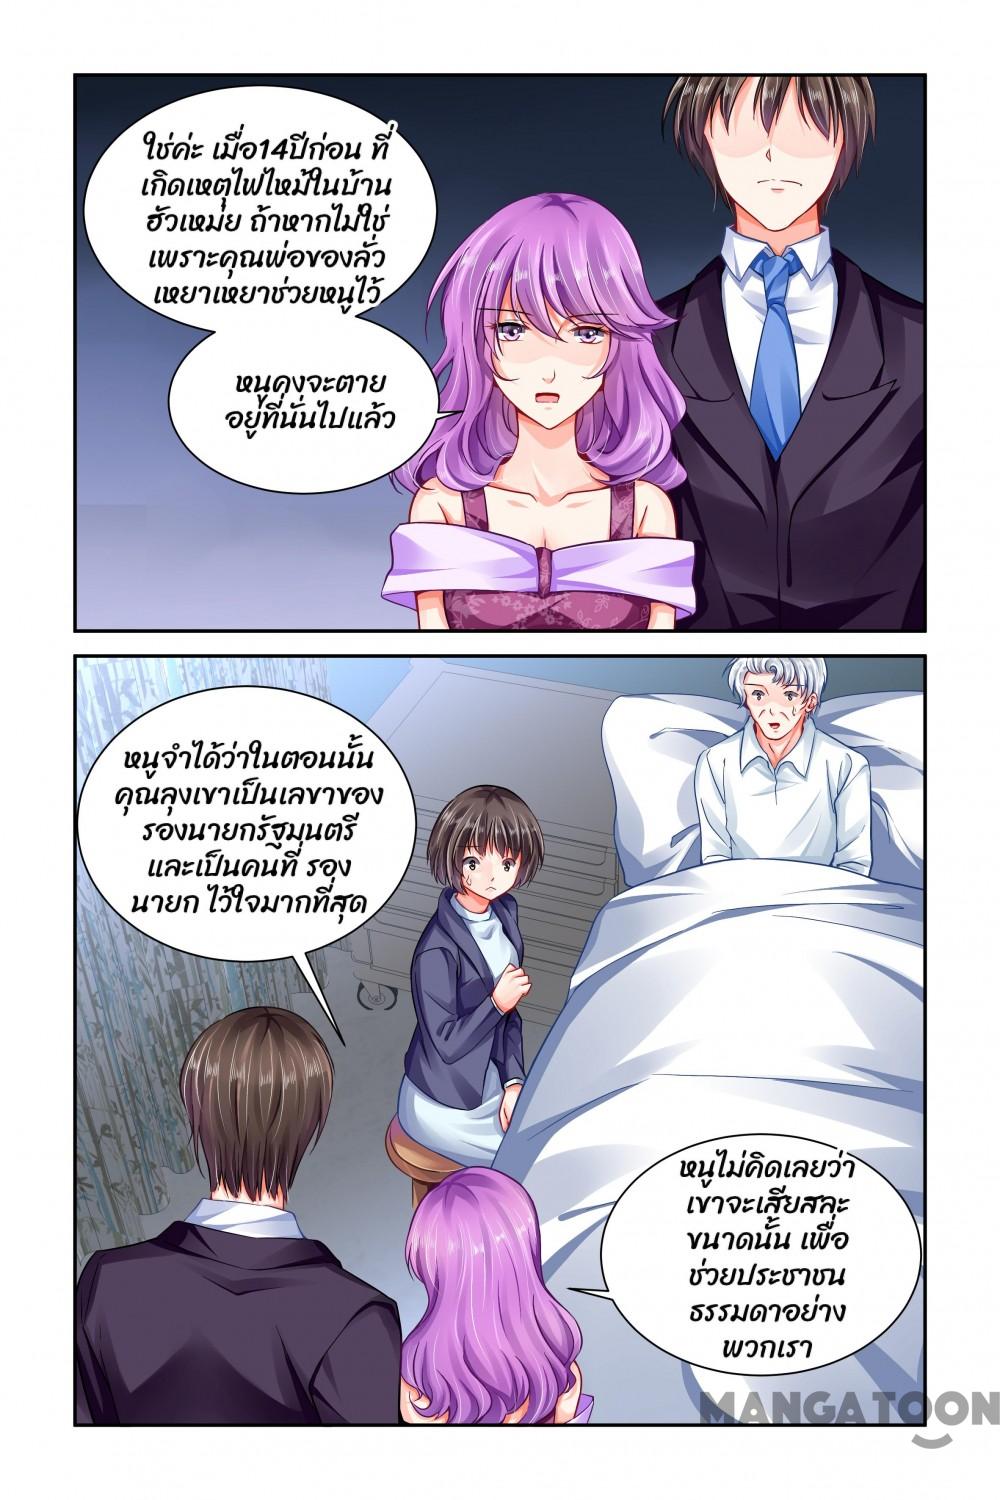 ใช่ค่ะ เมื่อ14ปีก่อน ที่
เกิดเหตุไฟไหม้ในบ้าน
ฮัวเหมย ถ้าหากไม่ใช่
เพราะคุณพ่อของลั่ว
เหยาเหยาช่วยหนูไว้
หนูคงจะตาย
อยู่ที่นั่นไปแล้ว
หนูจำได้ว่าในตอนนั้น
คุณลุงเขาเป็นเลขาของ
รองนายกรัฐมนตรี
และเป็นคนที่ รอง
นายก ไว้ใจมากที่สุด
หนูไม่คิดเลยว่า
เขาจะเสียสละ
ขนาดนั้น เพื่อ
ช่วยประชาชน
ธรรมดาอย่าง
พวกเรา
MANGATOON